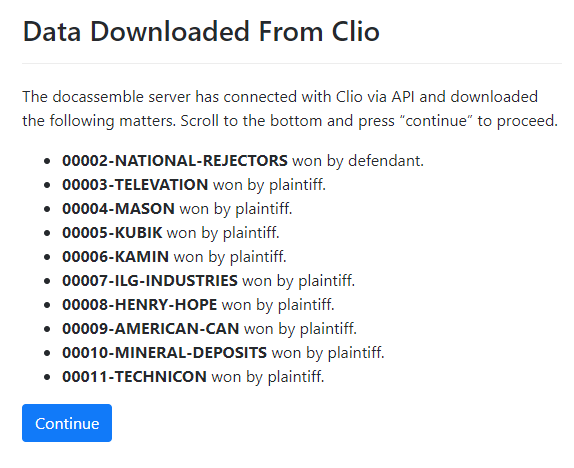 Data Downloaded From Clio
The docassemble server has connected with Clio via API and downloaded
the following matters. Scroll to the bottom and press “continue” to proceed.
• 00002-NATIONAL-REJECTORS won by defendant.
• 00003-TELEVATION won by plaintiff.
• 00004-MASON won by plaintiff.
• 00005-KUBIK won by plaintiff.
• 00006-KAMIN won by plaintiff.
• 00007-ILG-INDUSTRIES won by plaintiff.
• 00008-HENRY-HOPE won by plaintiff.
• 00009-AMERICAN-CAN won by plaintiff.
• 00010-MINERAL-DEPOSITS won by plaintiff.
• 00011-TECHNICON won by plaintiff.
Continue